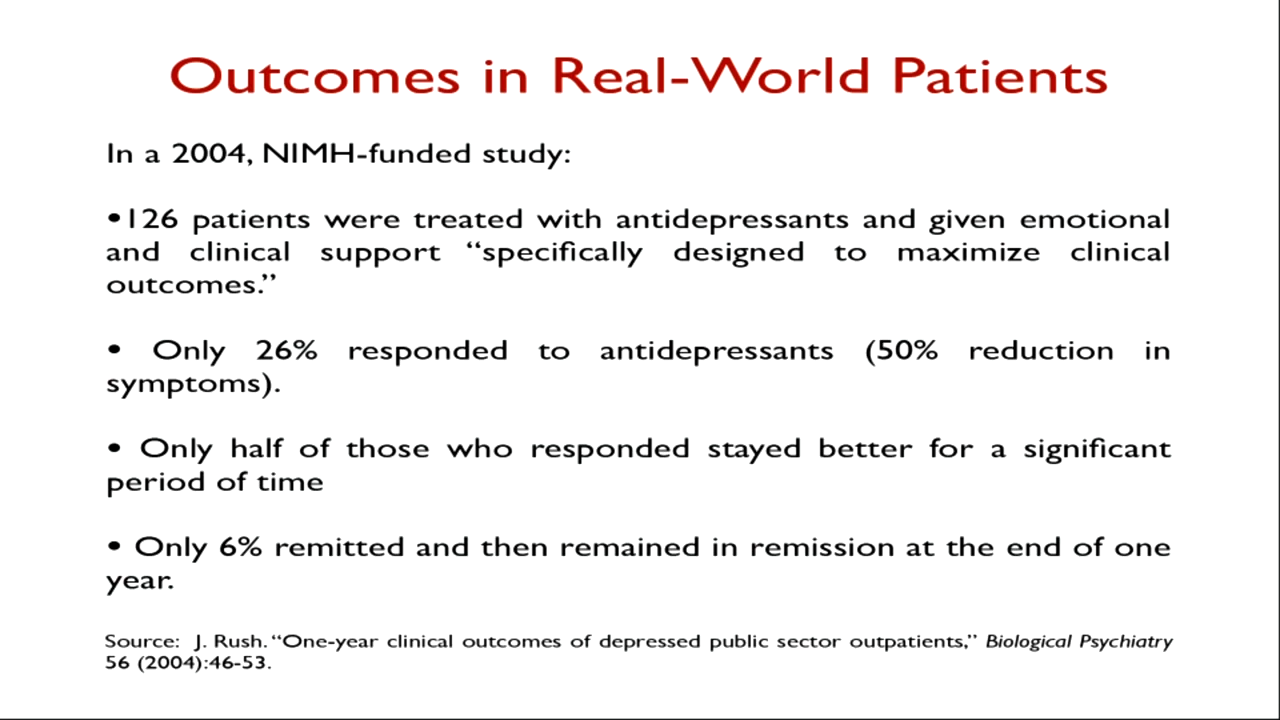 Outcomes in Real-World Patients
In a 2004, NIMH-funded study:
•126 patients were treated with antidepressants and given emotional
and clinical support “specifically designed to maximize clinical
outcomes.”
• Only 26% responded to antidepressants (50% reduction in
symptoms).
• Only half of those who responded stayed better for a significant
period of time
• Only 6% remitted and then remained in remission at the end of one
year.
Source: J. Rush. “One-year clinical outcomes of depressed public sector outpatients,” Biological Psychiatry
56 (2004):46-53.